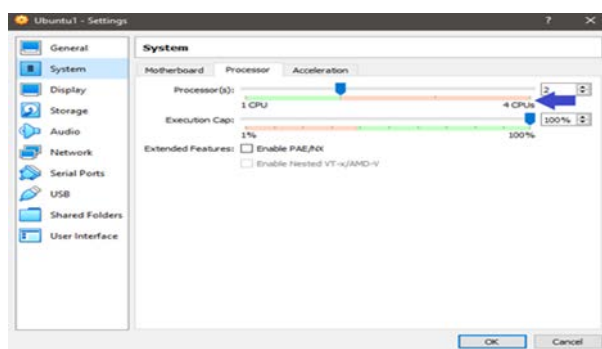 Ubuntu1 - Settings ? ×
General
System
Display
Storage
Audio
Network
Serial Ports
USB
Shared Folders
User Interface
System
Motherboard Processor Acceleration
Processor(s): 2
1 CPU 4 CPUs
Execution Cap: 100%
1% 100%
Extended Features: Enable PAE/NX
Enable Nested VT-x/AMD-V
OK Cancel